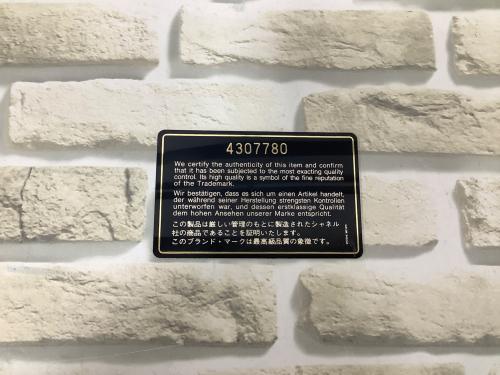 4307780
We certify the authenticity of this item and confirm
that it has been subjected to the most exacting quality
control. Its high quality is a symbol of the fine reputation
of the Trademark.
Wir bestätigen, dass es sich um einen Artikel handelt,
der während seiner Herstellung strengsten Kontrollen
unterworfen war, und dessen erstklassige Qualität
dem hohen Ansehen unserer Marke entspricht.
この製品は厳しい管理のもとに製造されたシャネル
社の商品であることを証明いたします。
このブランド・マークは最高級品質の象徴です。